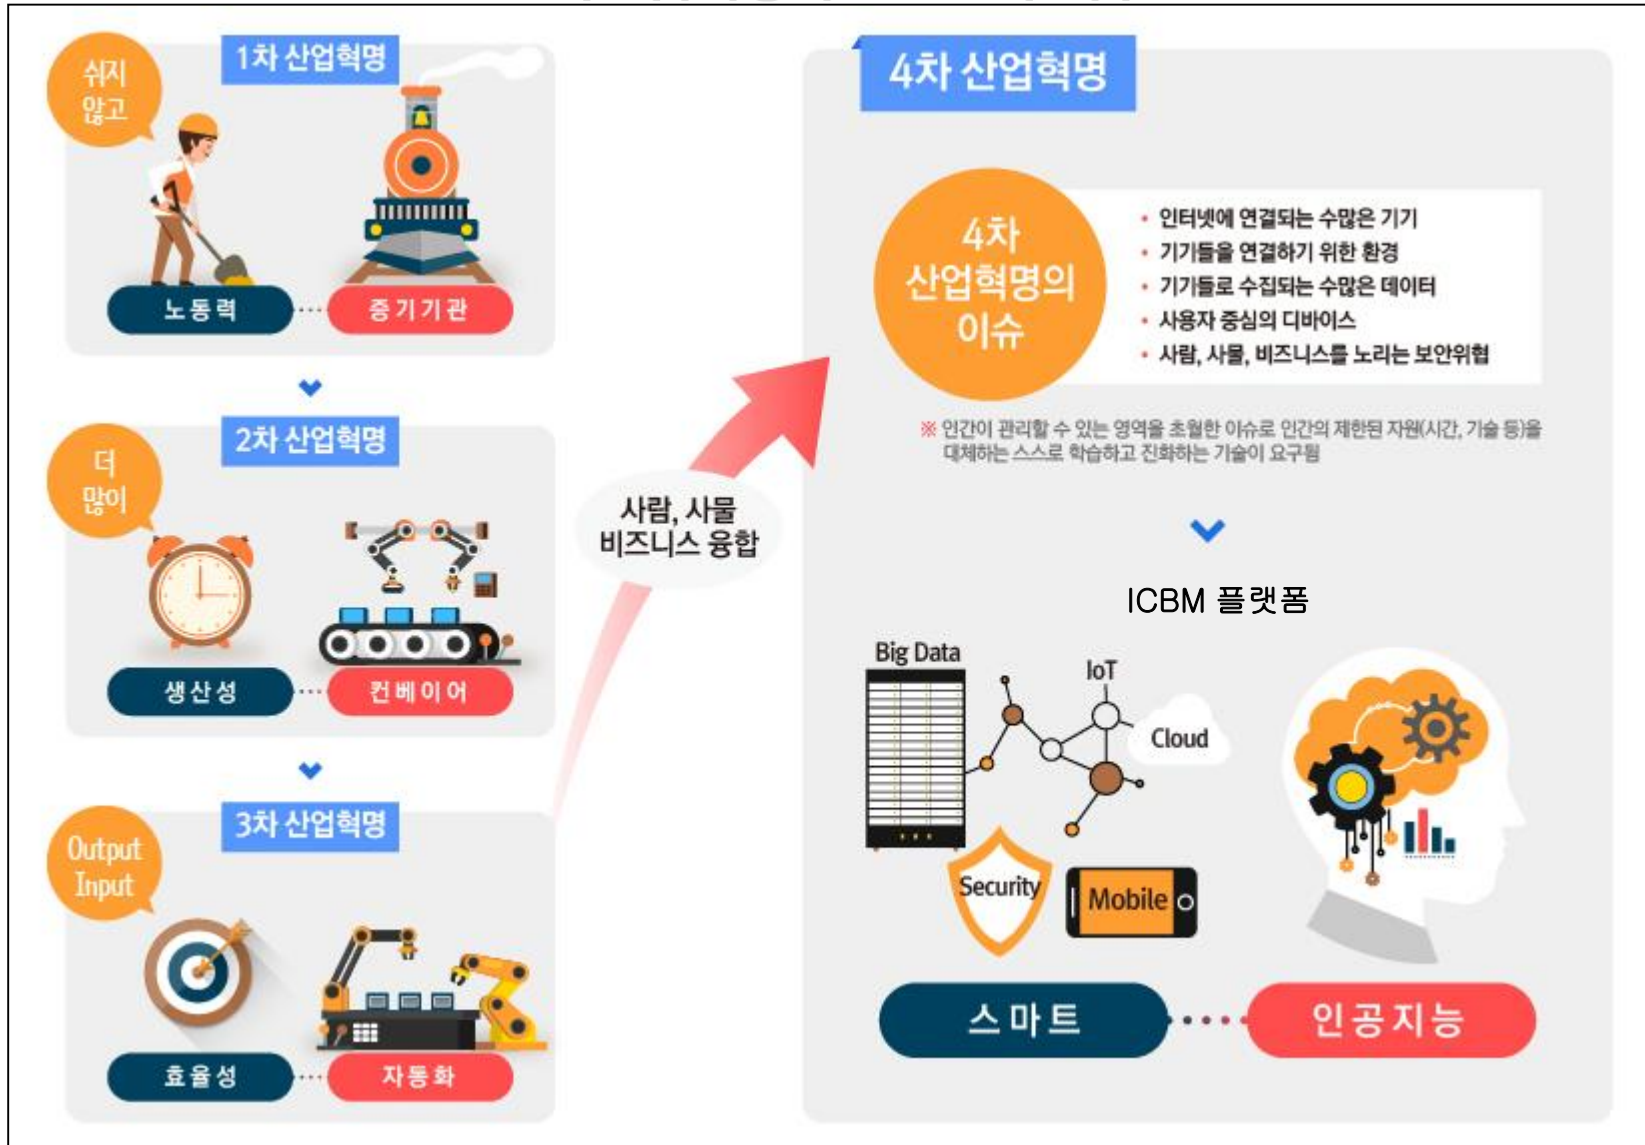 1차 산업혁명
쉬지
않고
노동력
증기기관
2차 산업혁명
더
많이
생산성
컨베이어
3차 산업혁명
Output
Input
효율성
자동화
사람, 사물
비즈니스 융합
4차 산업혁명
4차
산업혁명의
이슈
• 인터넷에 연결되는 수많은 기기
• 기기들을 연결하기 위한 환경
• 기기들로 수집되는 수많은 데이터
• 사용자 중심의 디바이스
• 사람, 사물, 비즈니스를 노리는 보안위협
※ 인간이 관리할 수 있는 영역을 초월한 이슈로 인간의 제한된 자원(시간, 기술 등)을
대체하는 스스로 학습하고 진화하는 기술이 요구됨
ICBM 플랫폼
Big Data
IoT
Cloud
Security
Mobile
스마트
인공지능